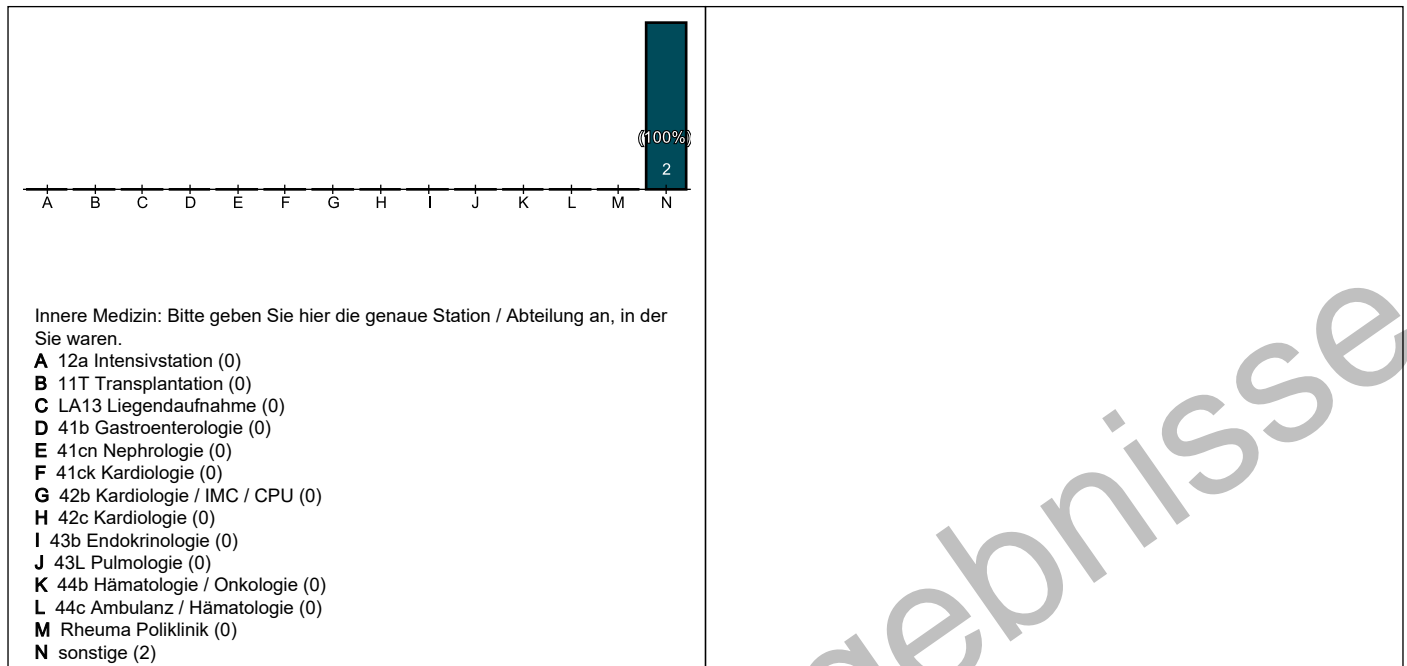 (100%)
2
A B C D E F G H I J K L M N
Innere Medizin: Bitte geben Sie hier die genaue Station / Abteilung an, in der
Sie waren.
A 12a Intensivstation (0)
B 11T Transplantation (0)
C LA13 Liegendaufnahme (0)
D 41b Gastroenterologie (0)
E 41cn Nephrologie (0)
F 41ck Kardiologie (0)
G 42b Kardiologie / IMC / CPU (0)
H 42c Kardiologie (0)
I 43b Endokrinologie (0)
J 43L Pulmologie (0)
K 44b Hämatologie / Onkologie (0)
L 44c Ambulanz / Hämatologie (0)
M Rheuma Poliklinik (0)
N sonstige (2)
gebnisse